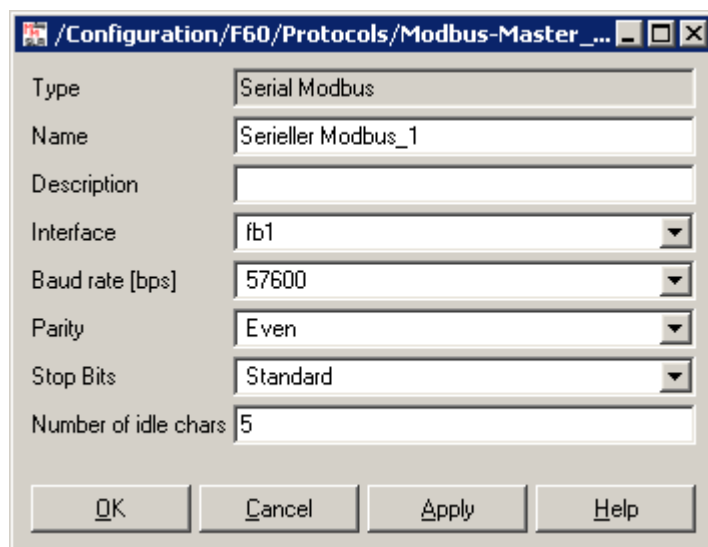 /Configuration/F60/Protocols/Modbus-Master_...
Type Serial Modbus
Name Serieller Modbus_1
Description
Interface fb1
Baud rate [bps] 57600
Parity Even
Stop Bits Standard
Number of idle chars 5
OK Cancel Apply Help